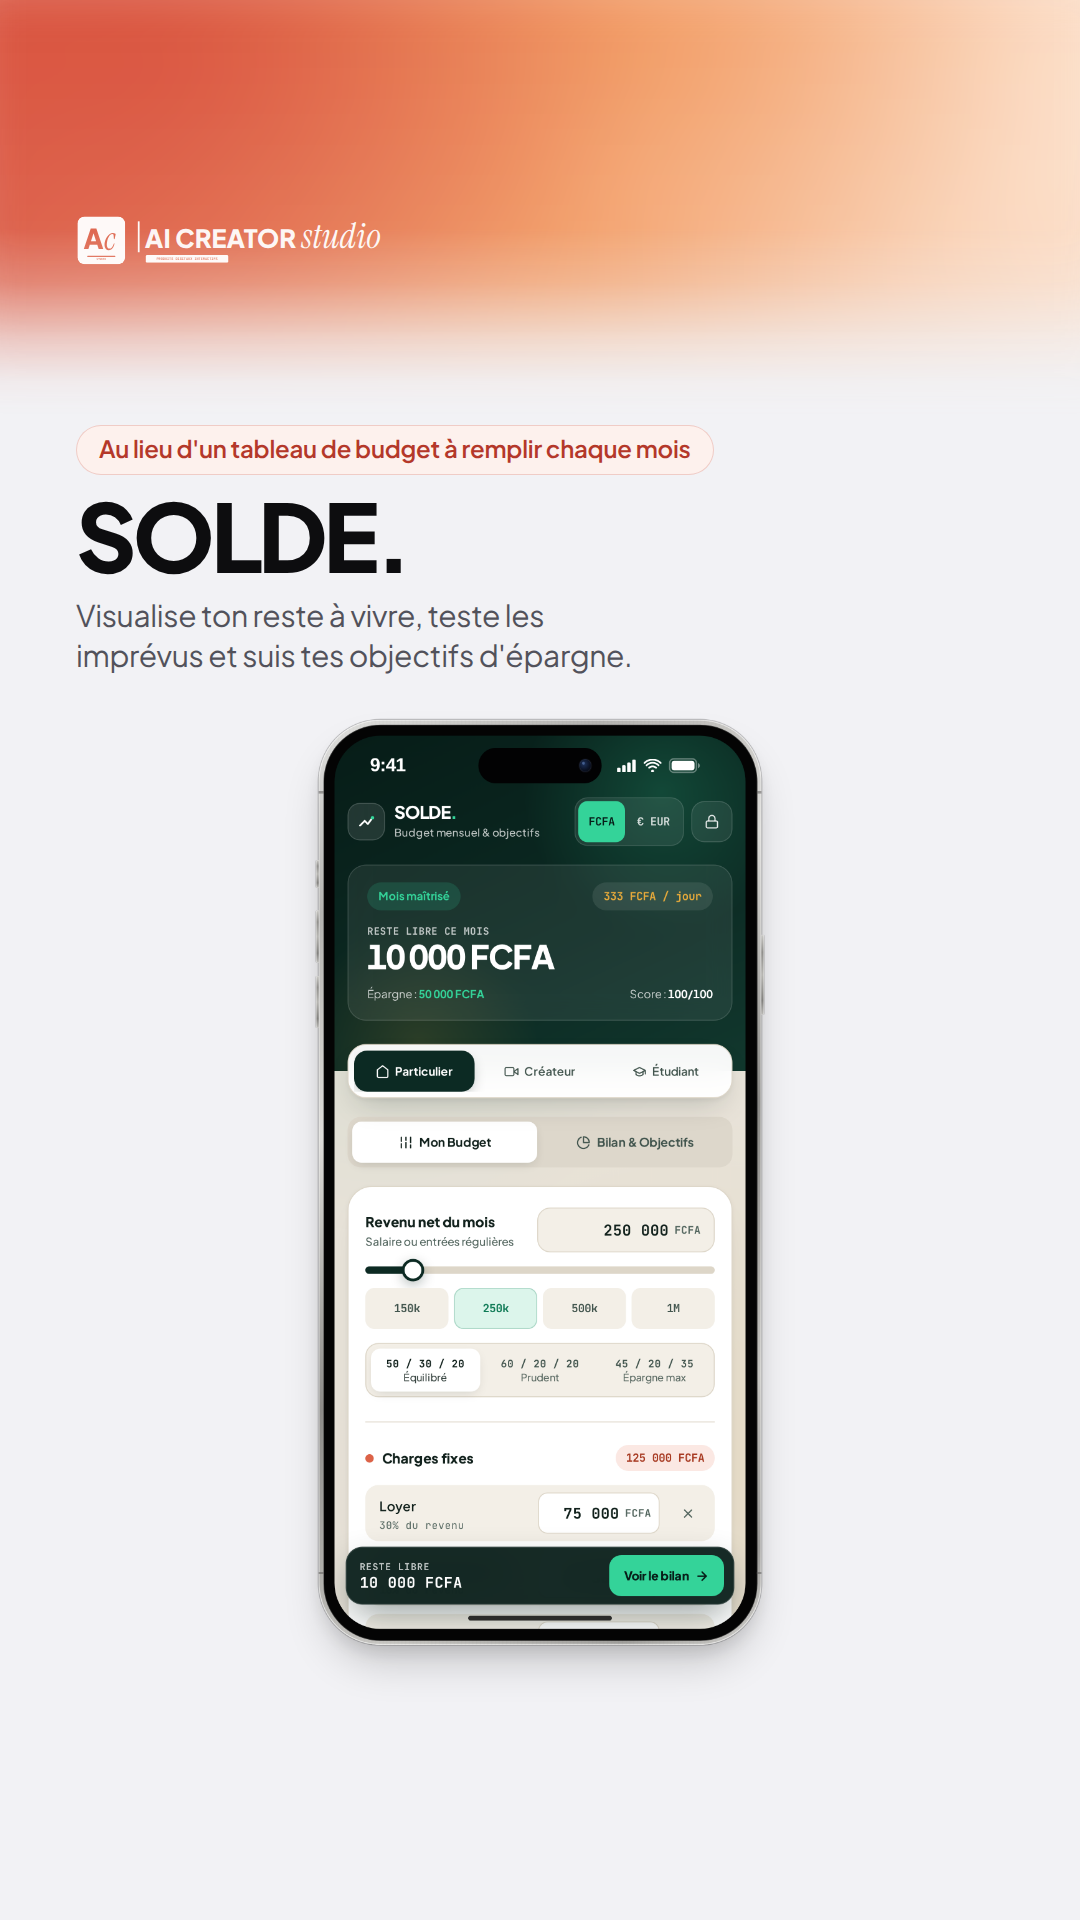 Ac
AI CREATOR studio
Au lieu d'un tableau de budget à remplir chaque mois
SOLDE.
Visualise ton reste à vivre, teste les
imprévus et suis tes objectifs d'épargne.
9:41
SOLDE.
Budget mensuel & objectifs
FCFA
€ EUR
Mois maîtrisé
333 FCFA / jour
RESTE LIBRE CE MOIS
10 000 FCFA
Épargne : 50 000 FCFA
Score : 100/100
Particulier
Créateur
Étudiant
Mon Budget
Bilan & Objectifs
Revenu net du mois
Salaire ou entrées régulières
250 000 FCFA
150k
250k
500k
1M
50 / 30 / 20
Équilibré
60 / 20 / 20
Prudent
45 / 20 / 35
Épargne max
Charges fixes
125 000 FCFA
Loyer
30% du revenu
75 000 FCFA
RESTE LIBRE
10 000 FCFA
Voir le bilan